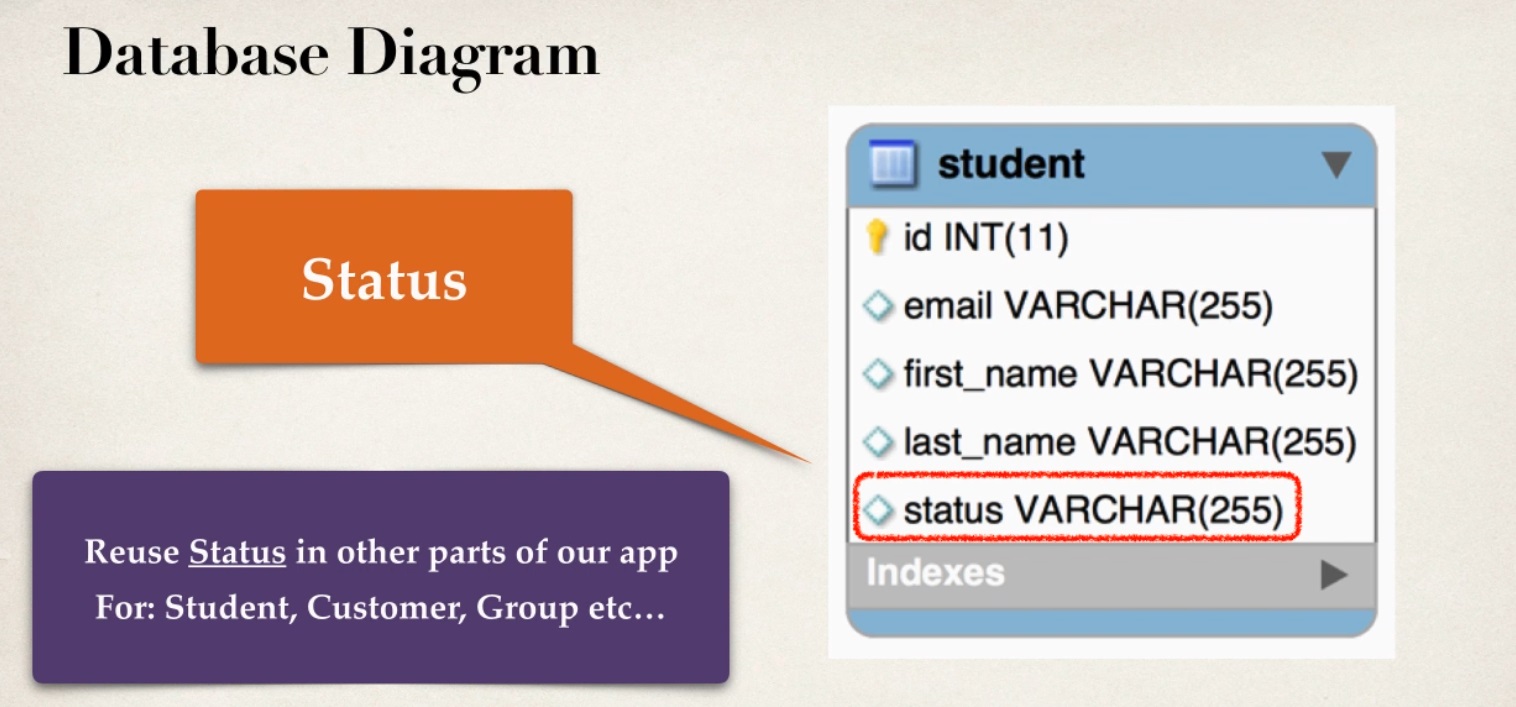 Database Diagram
Status
Reuse Status in other parts of our app
For: Student, Customer, Group etc...
student
id INT(11)
email VARCHAR(255)
first_name VARCHAR(255)
last_name VARCHAR(255)
status VARCHAR(255)
Indexes